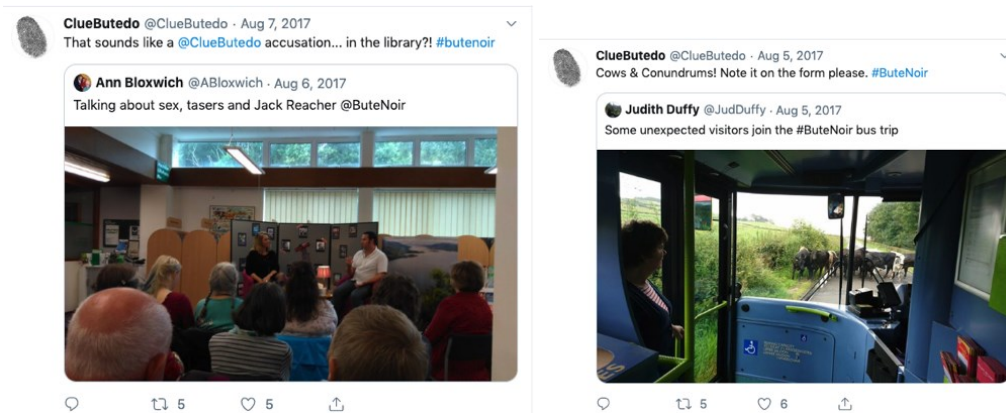 ClueButedo @ClueButedo · Aug 7, 2017
That sounds like a @ClueButedo accusation... in the library?! #butenoir
Ann Bloxwich @ABloxwich · Aug 6, 2017
Talking about sex, tasers and Jack Reacher @ButeNoir
5
5
ClueButedo @ClueButedo · Aug 5, 2017
Cows & Conundrums! Note it on the form please. #ButeNoir
Judith Duffy @JudDuffy · Aug 5, 2017
Some unexpected visitors join the #ButeNoir bus trip
5
6